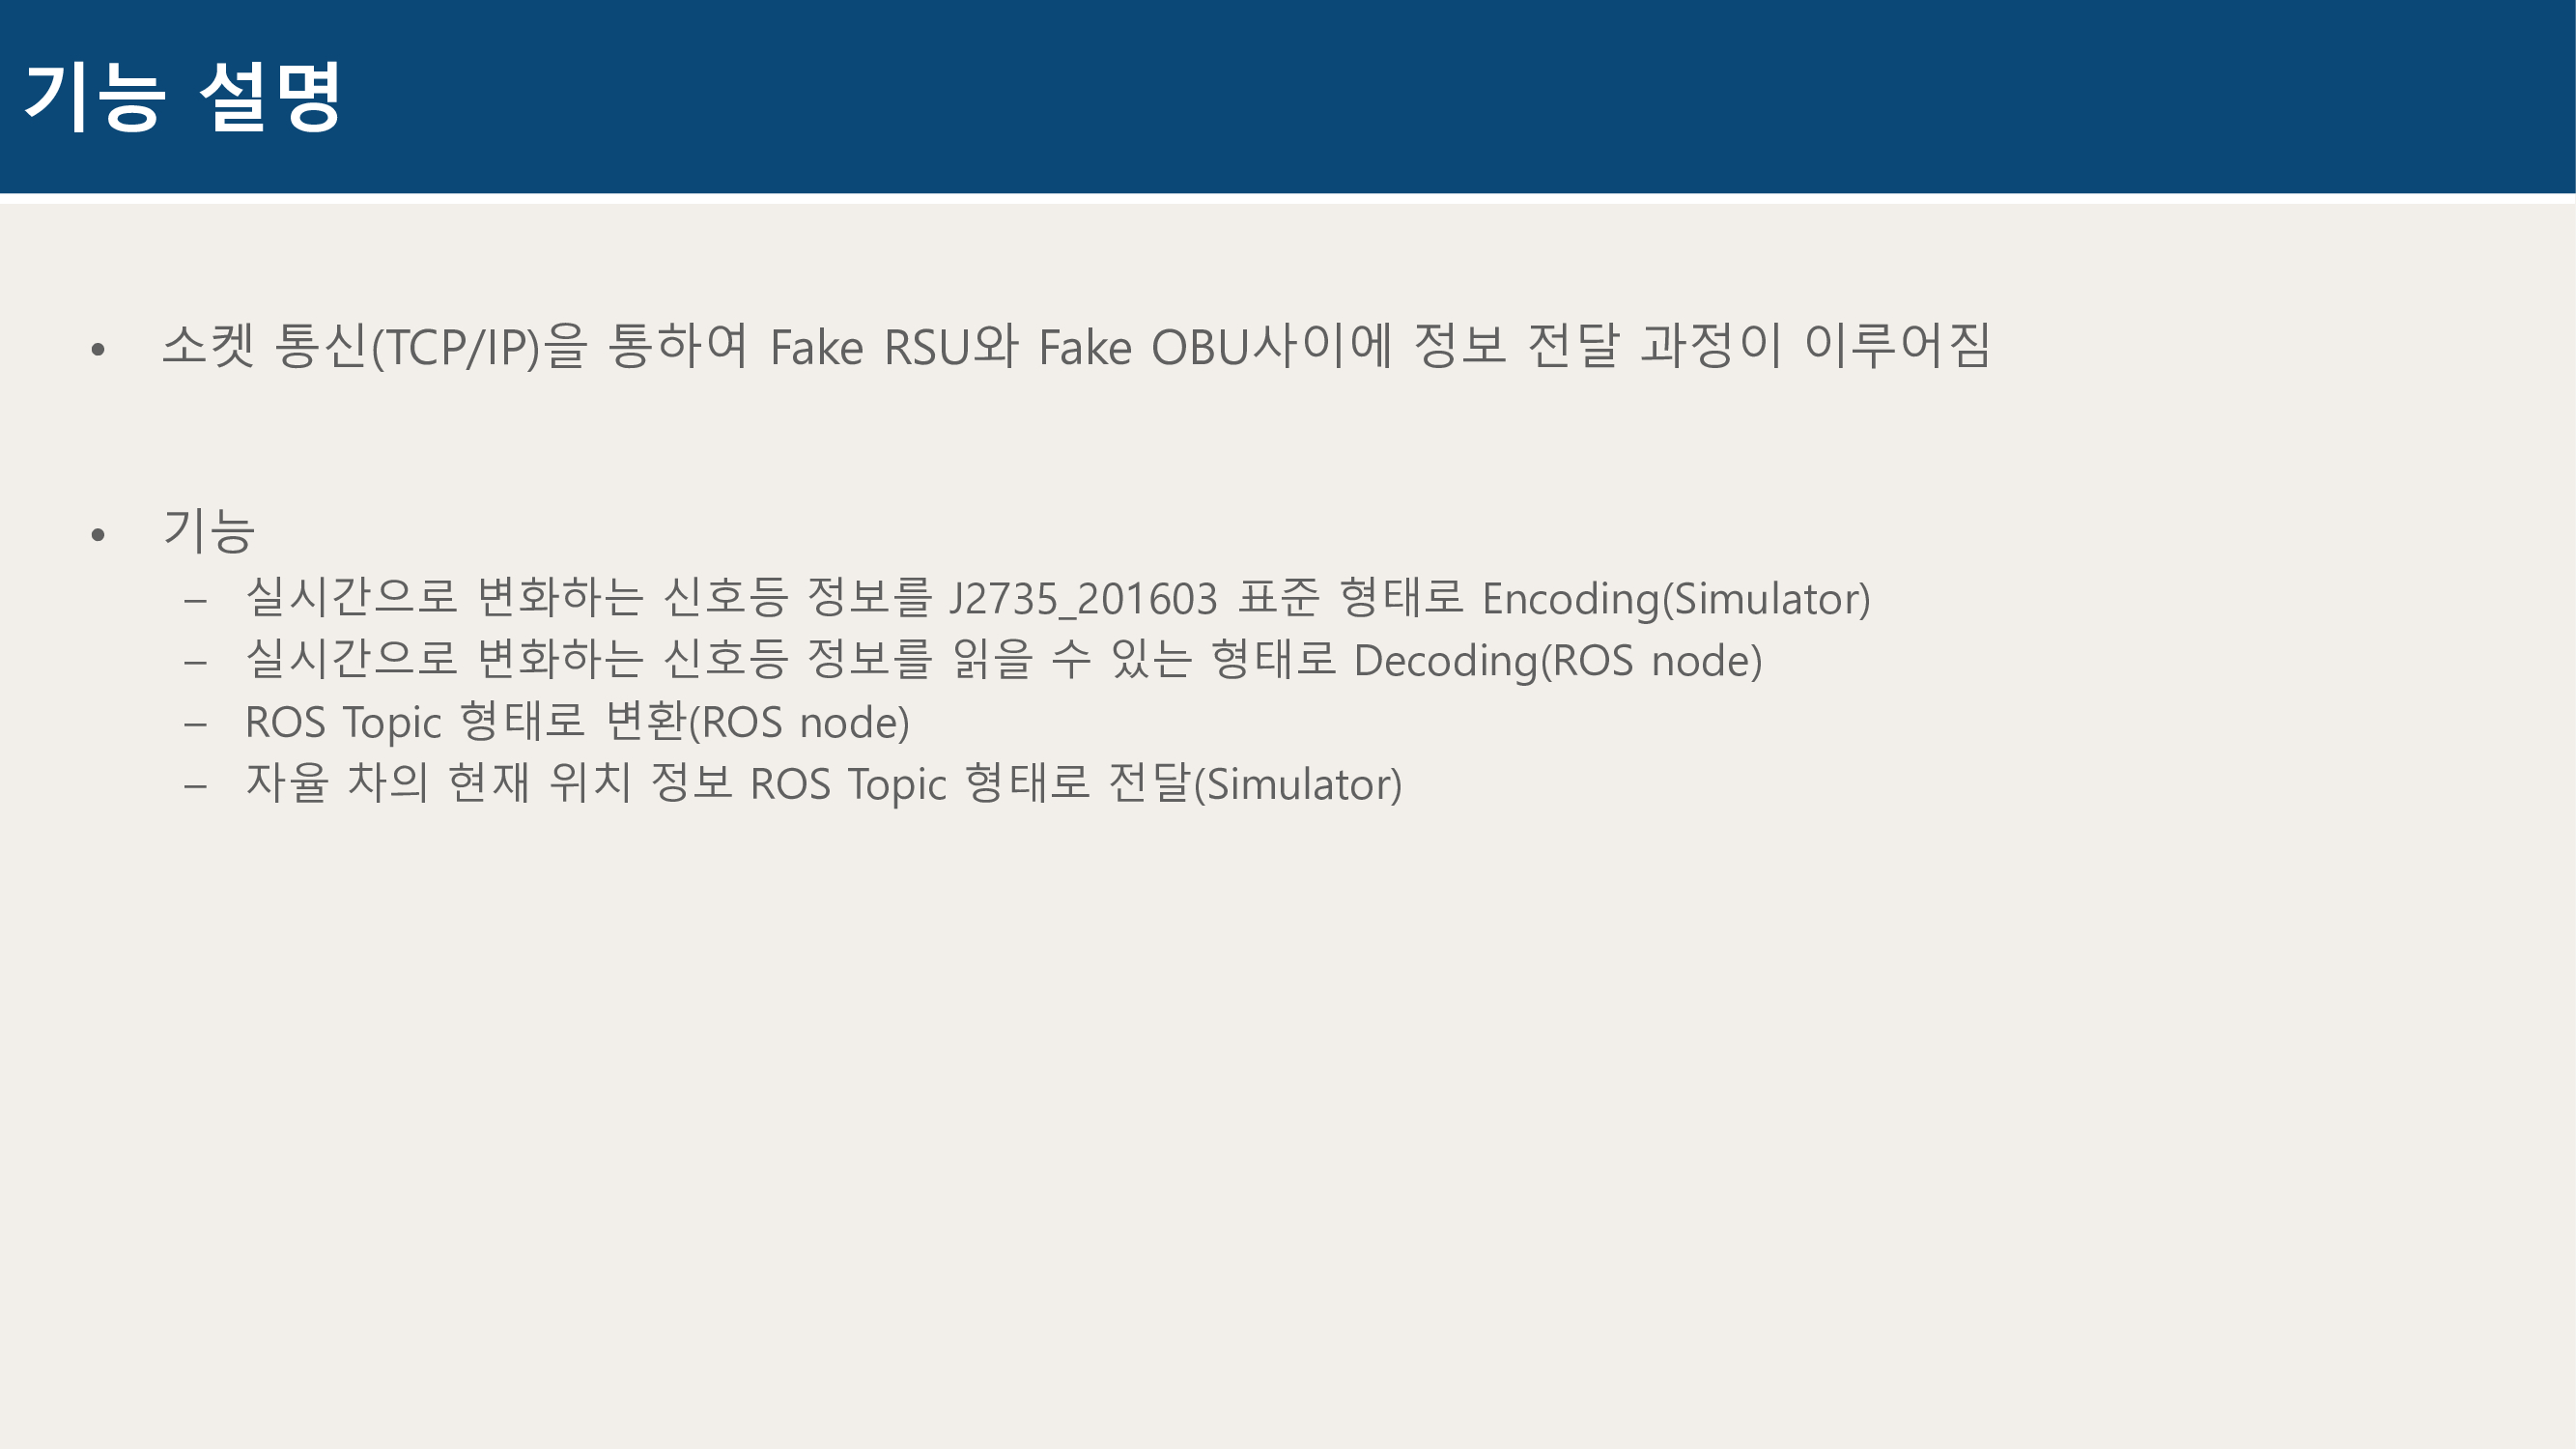 기능 설명
• 소켓 통신(TCP/IP)을 통하여 Fake RSU와 Fake OBU사이에 정보 전달 과정이 이루어짐
• 기능
– 실시간으로 변화하는 신호등 정보를 J2735_201603 표준 형태로 Encoding(Simulator)
– 실시간으로 변화하는 신호등 정보를 읽을 수 있는 형태로 Decoding(ROS node)
– ROS Topic 형태로 변환(ROS node)
– 자율 차의 현재 위치 정보 ROS Topic 형태로 전달(Simulator)